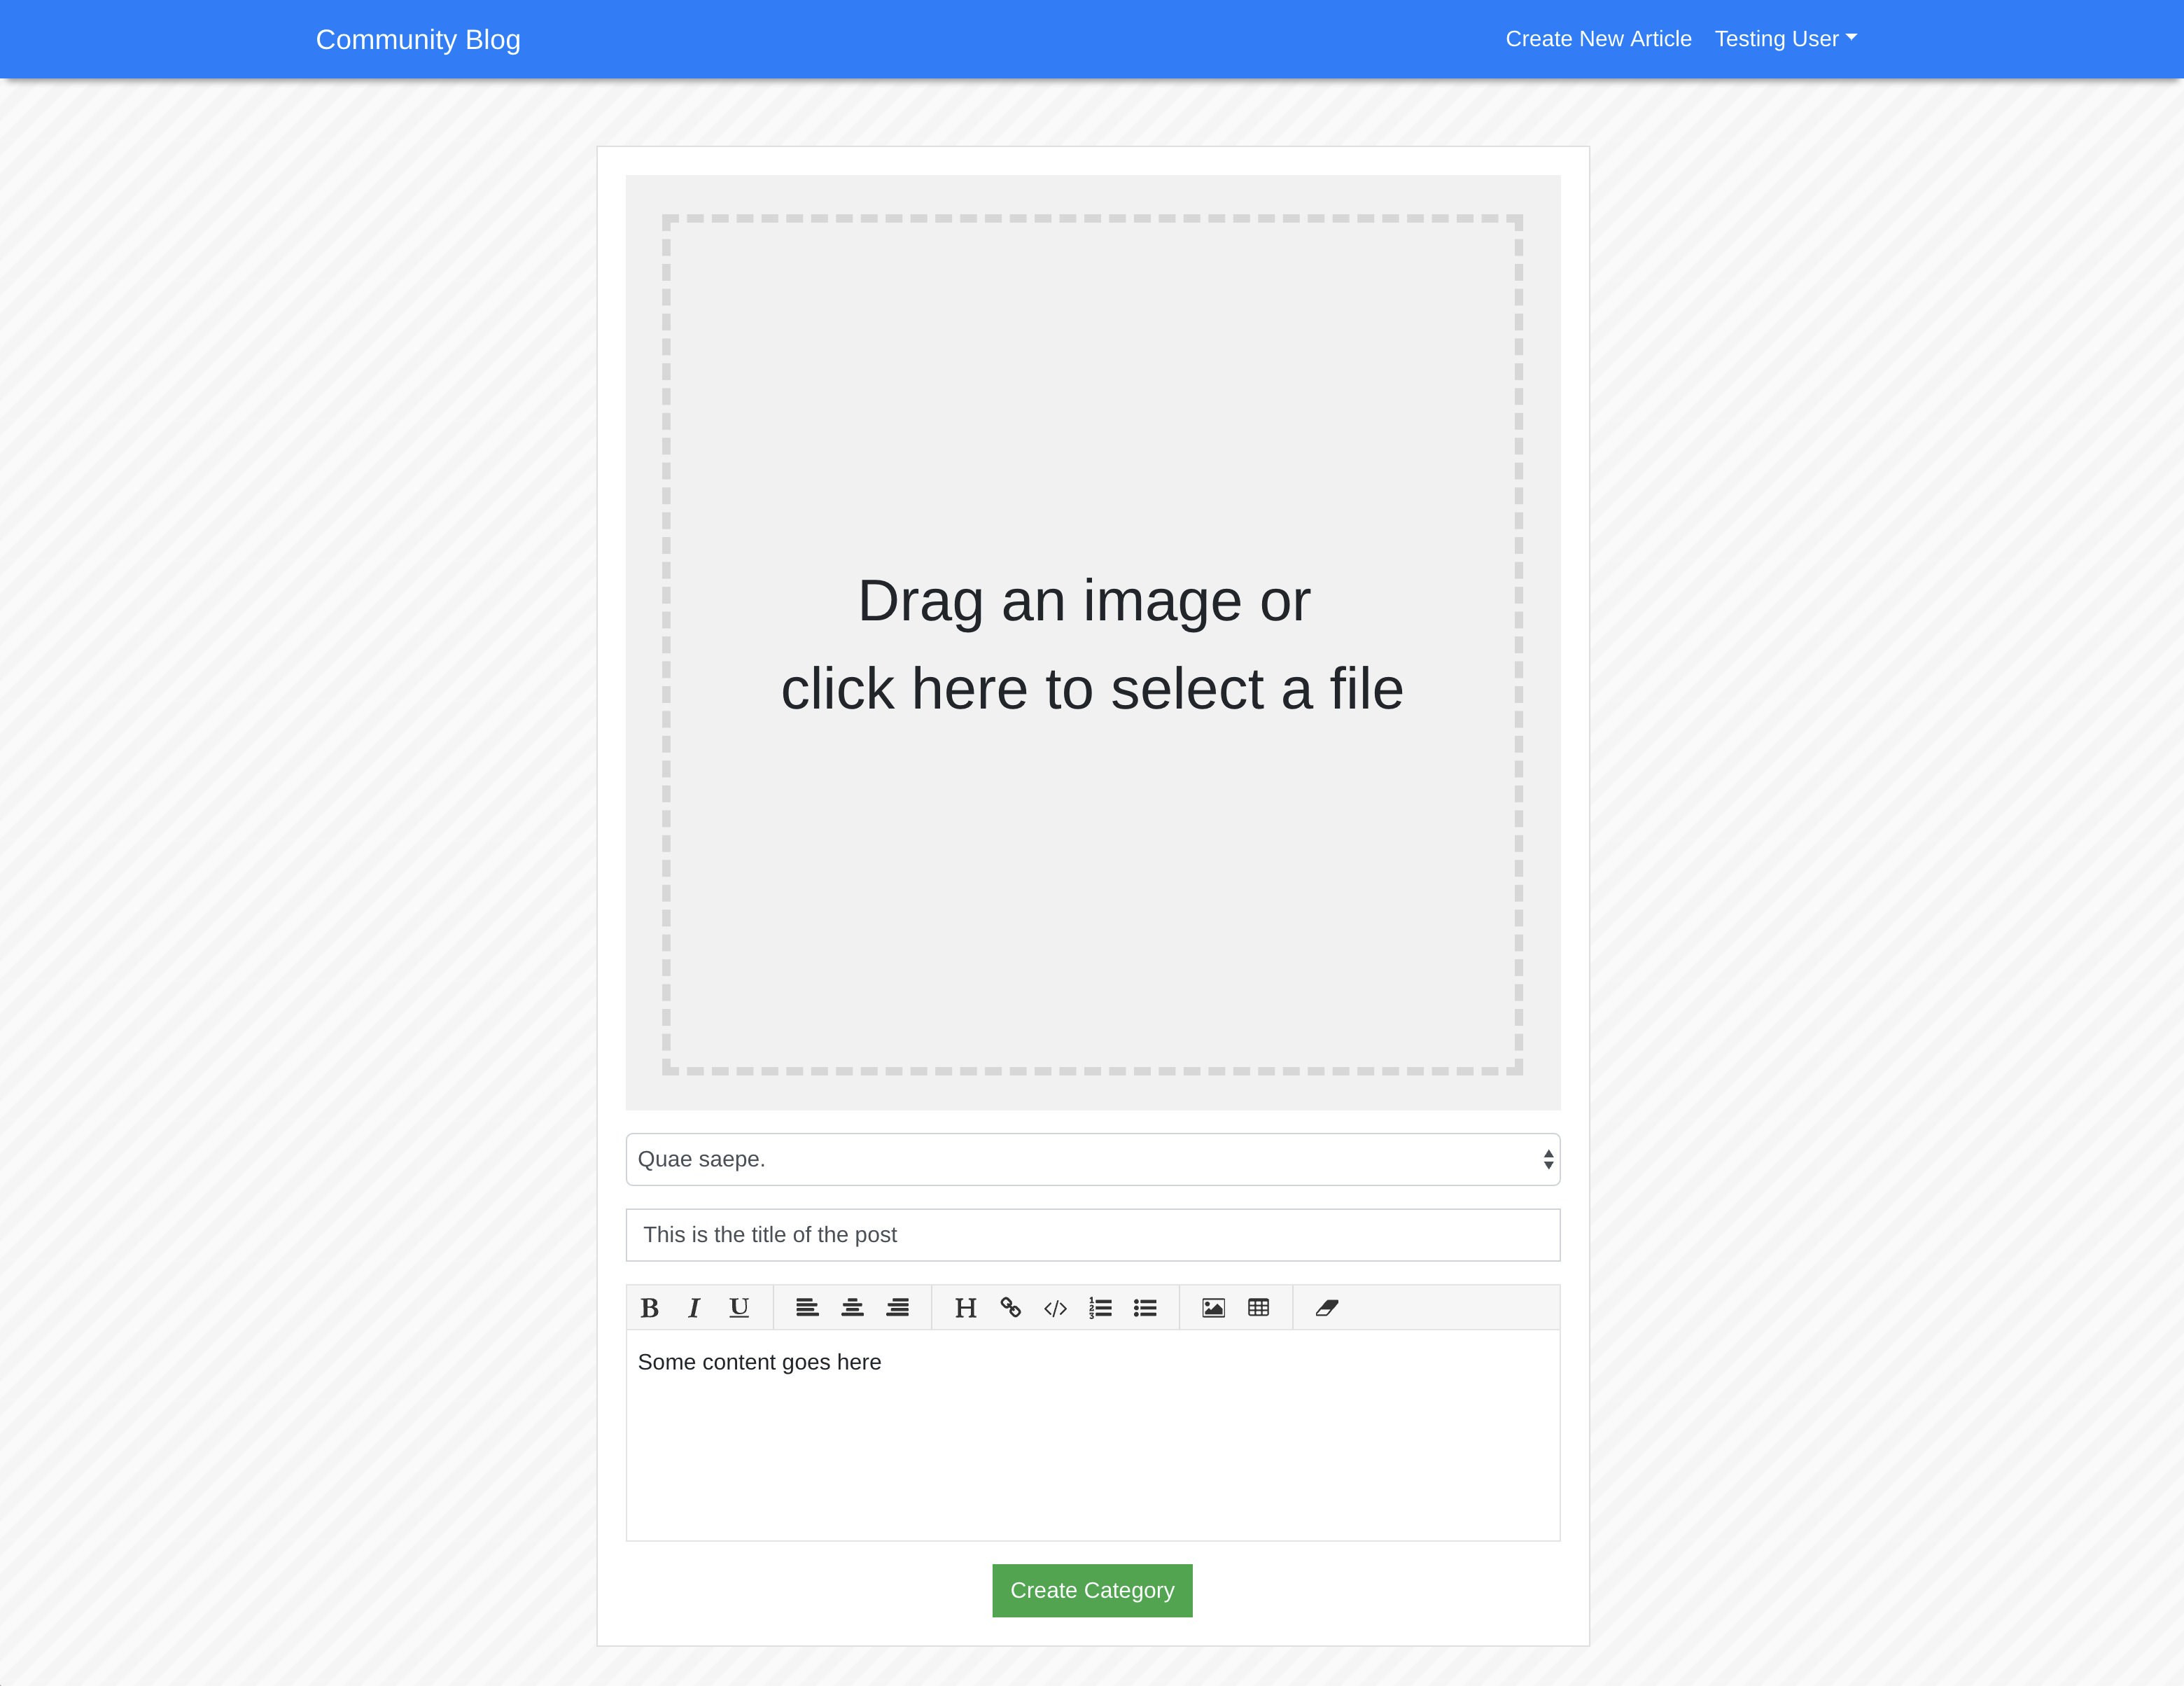 Community Blog
Create New Article
Testing User
Drag an image or
click here to select a file
Quae saepe.
This is the title of the post
B I U H
Some content goes here
Create Category